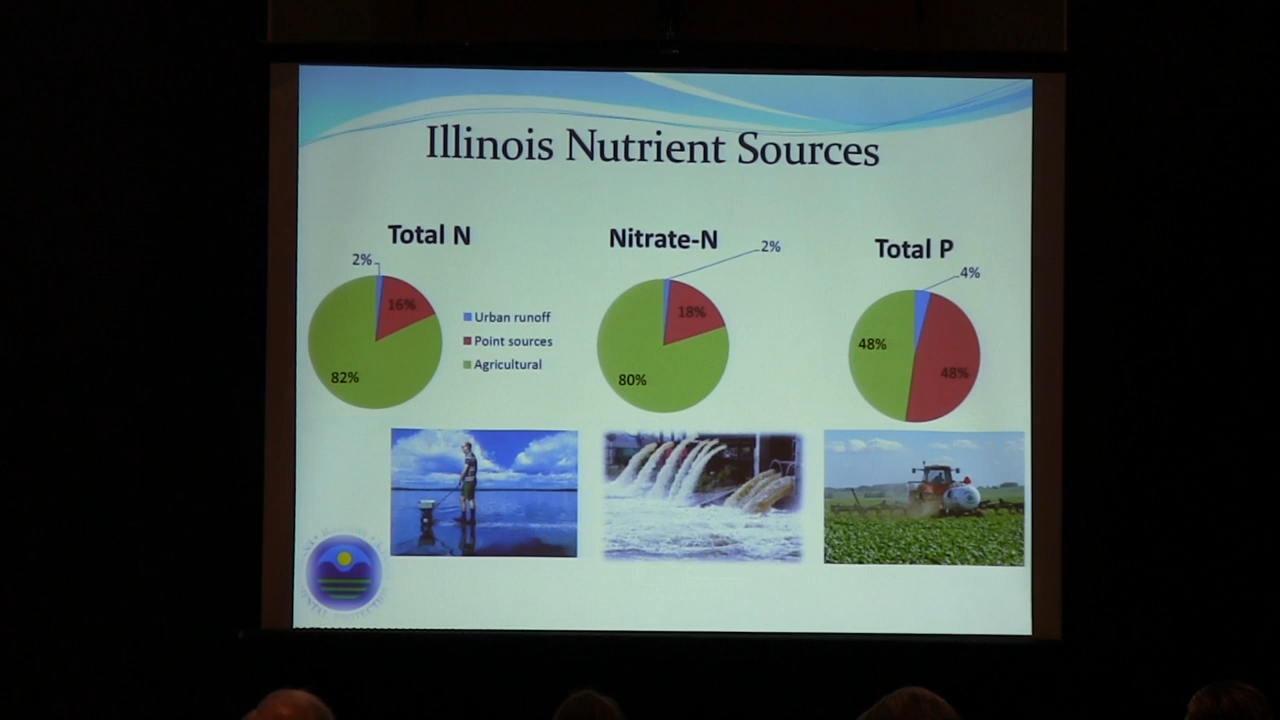 Illinois Nutrient Sources
Total N
Nitrate-N
Total P
2%
16%
82%
Urban runoff
Point sources
Agricultural
2%
18%
80%
4%
48%
48%